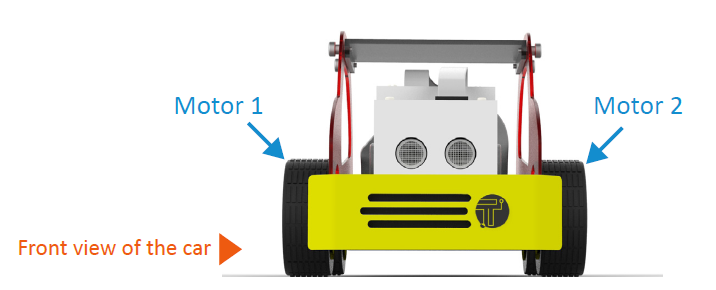 Motor 1
Motor 2
Front view of the car